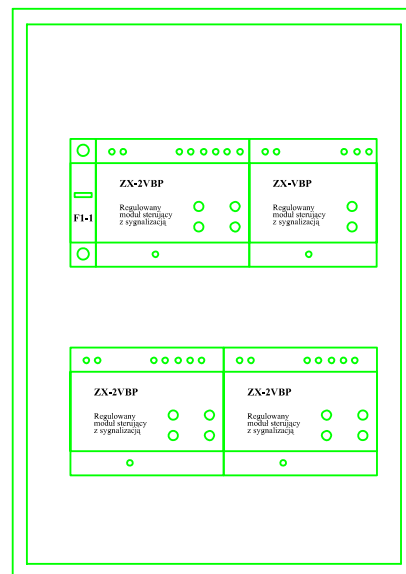 ZX-2VBP
ZX-VBP
F1-1
Regulowany
moduł sterujący
z sygnalizacją
Regulowany
moduł sterujący
z sygnalizacją
ZX-2VBP
ZX-2VBP
Regulowany
moduł sterujący
z sygnalizacją
Regulowany
moduł sterujący
z sygnalizacją